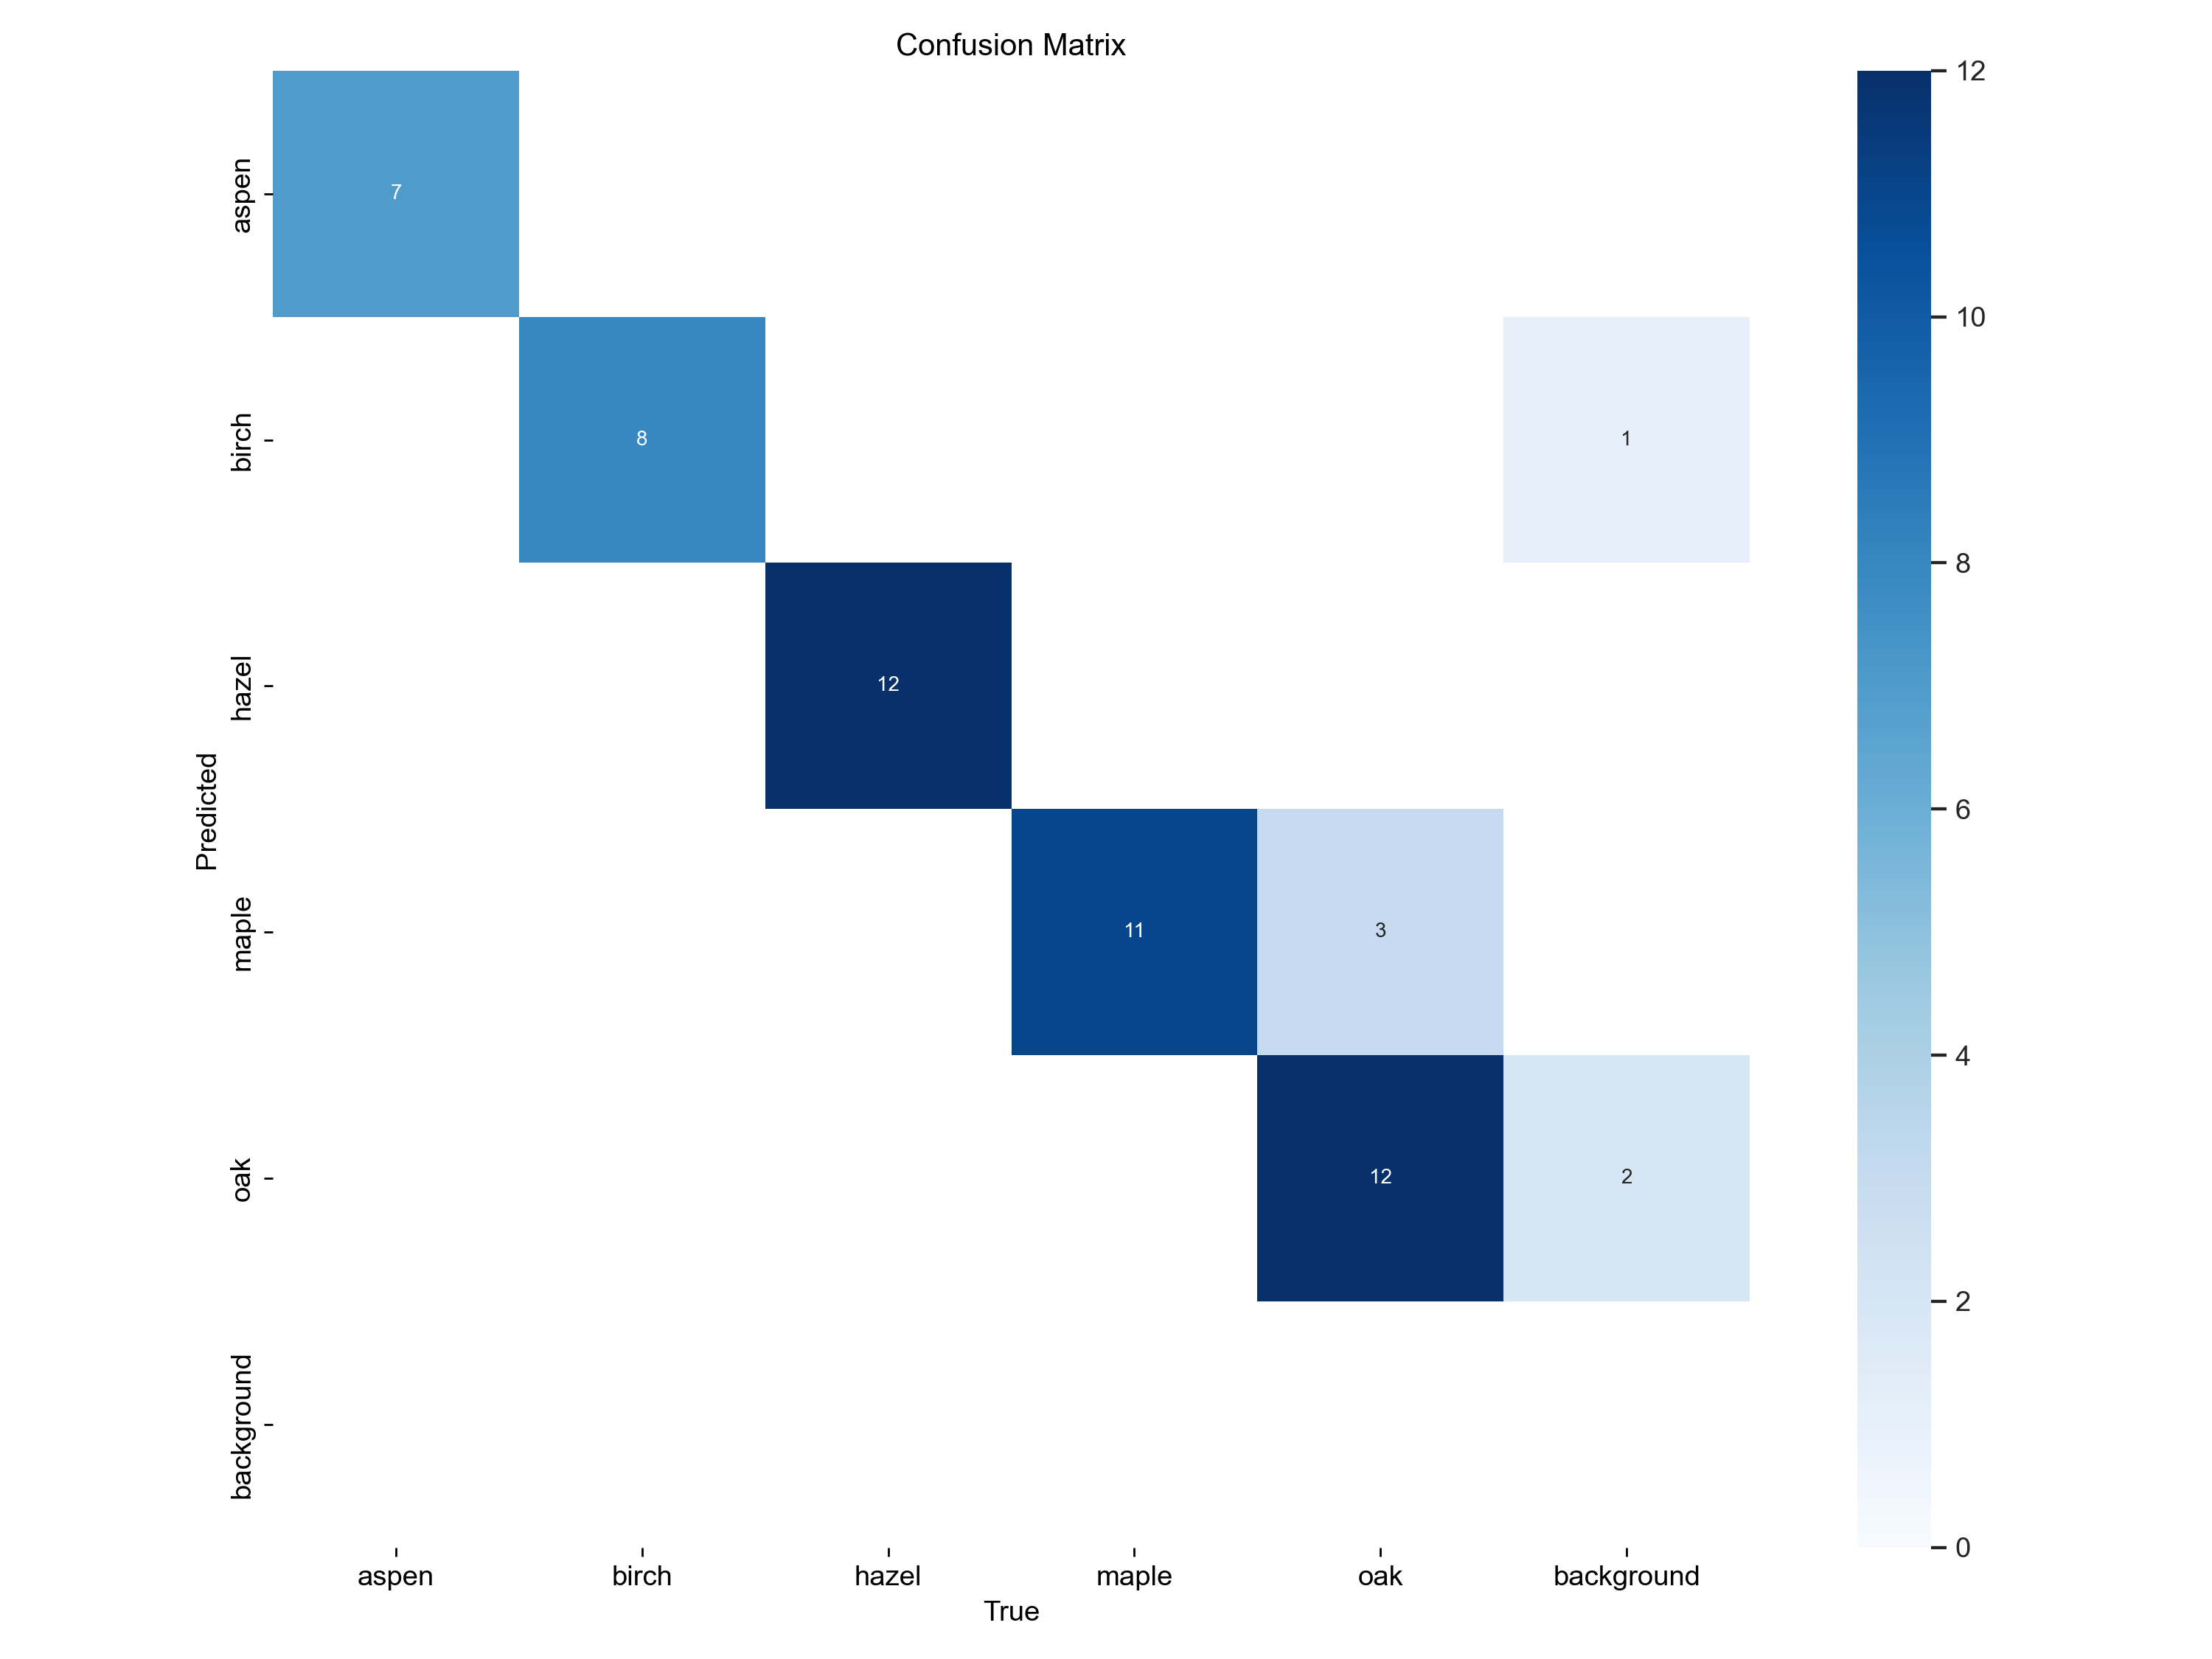 Confusion Matrix
aspen
7
birch
8
1
hazel
12
maple
11
3
oak
12
2
background
Predicted
aspen
birch
hazel
maple
oak
background
True
12
10
8
6
4
2
0